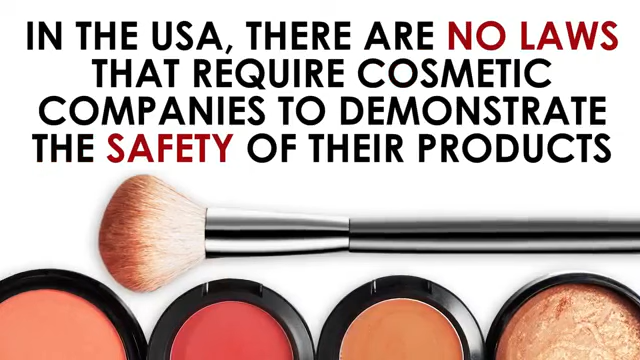 IN THE USA, THERE ARE NO LAWS
THAT REQUIRE COSMETIC
COMPANIES TO DEMONSTRATE
THE SAFETY OF THEIR PRODUCTS